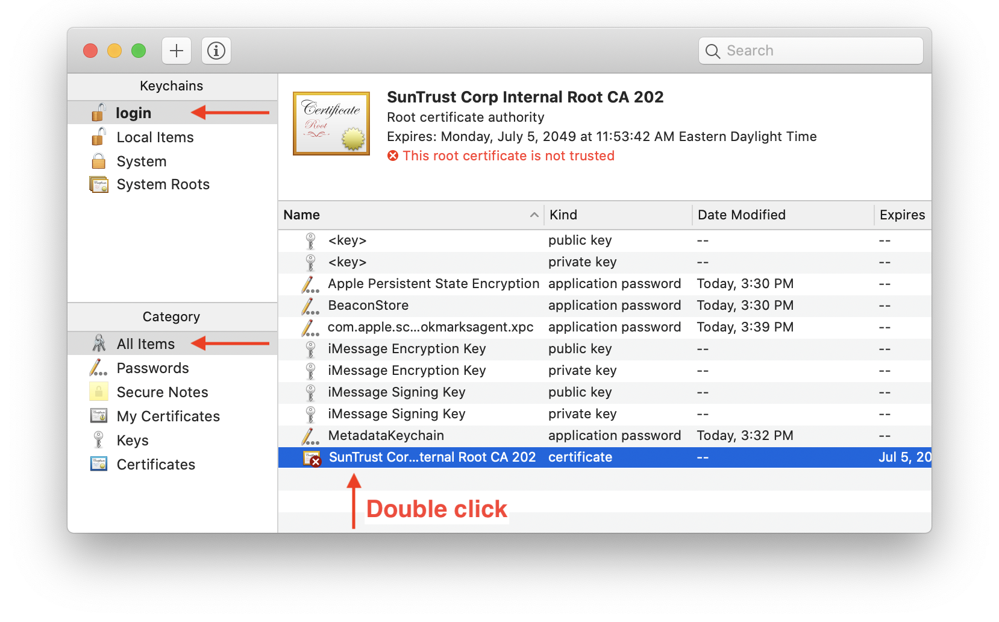 Search
Keychains
login
Local Items
System
System Roots
Category
All Items
Passwords
Secure Notes
My Certificates
Keys
Certificates
Certificate
Root
SunTrust Corp Internal Root CA 202
Root certificate authority
Expires: Monday, July 5, 2049 at 11:53:42 AM Eastern Daylight Time
This root certificate is not trusted
Name Kind Date Modified Expires
<key> public key -- --
<key> private key -- --
Apple Persistent State Encryption application password Today, 3:30 PM --
BeaconStore application password Today, 3:30 PM --
com.apple.sc...okmarksagent.xpc application password Today, 3:39 PM --
iMessage Encryption Key public key -- --
iMessage Encryption Key private key -- --
iMessage Signing Key public key -- --
iMessage Signing Key private key -- --
MetadataKeychain application password Today, 3:32 PM --
SunTrust Cor...ternal Root CA 202 certificate -- Jul 5, 20
Double click